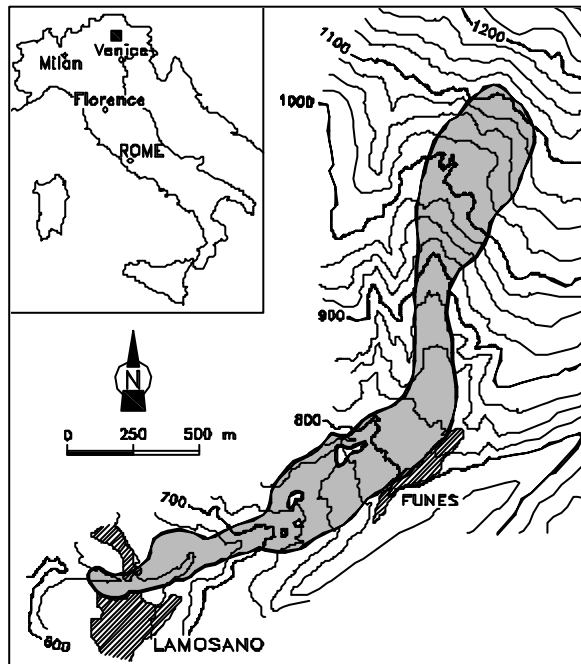 Milan
Venice
Florence
ROME
1200
1100
1000
900
N
0 250 500 m
800
700
FUNES
600
LAMOSANO